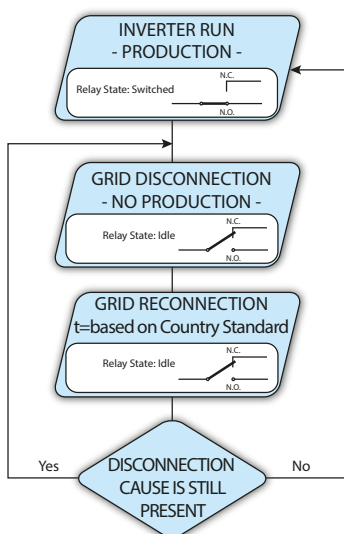 INVERTER RUN
- PRODUCTION -
N.C.
Relay State: Switched
N.O.
GRID DISCONNECTION
- NO PRODUCTION -
N.C.
Relay State: Idle
N.O.
GRID RECONNECTION
t=based on Country Standard
N.C.
Relay State: Idle
N.O.
Yes
No
DISCONNECTION
CAUSE IS STILL
PRESENT